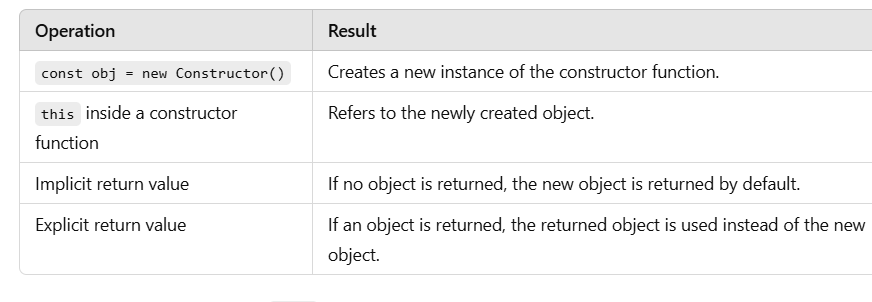 Operation Result
const obj = new Constructor() Creates a new instance of the constructor function.
this inside a constructor Refers to the newly created object.
function
Implicit return value If no object is returned, the new object is returned by default.
Explicit return value If an object is returned, the returned object is used instead of the new
object.